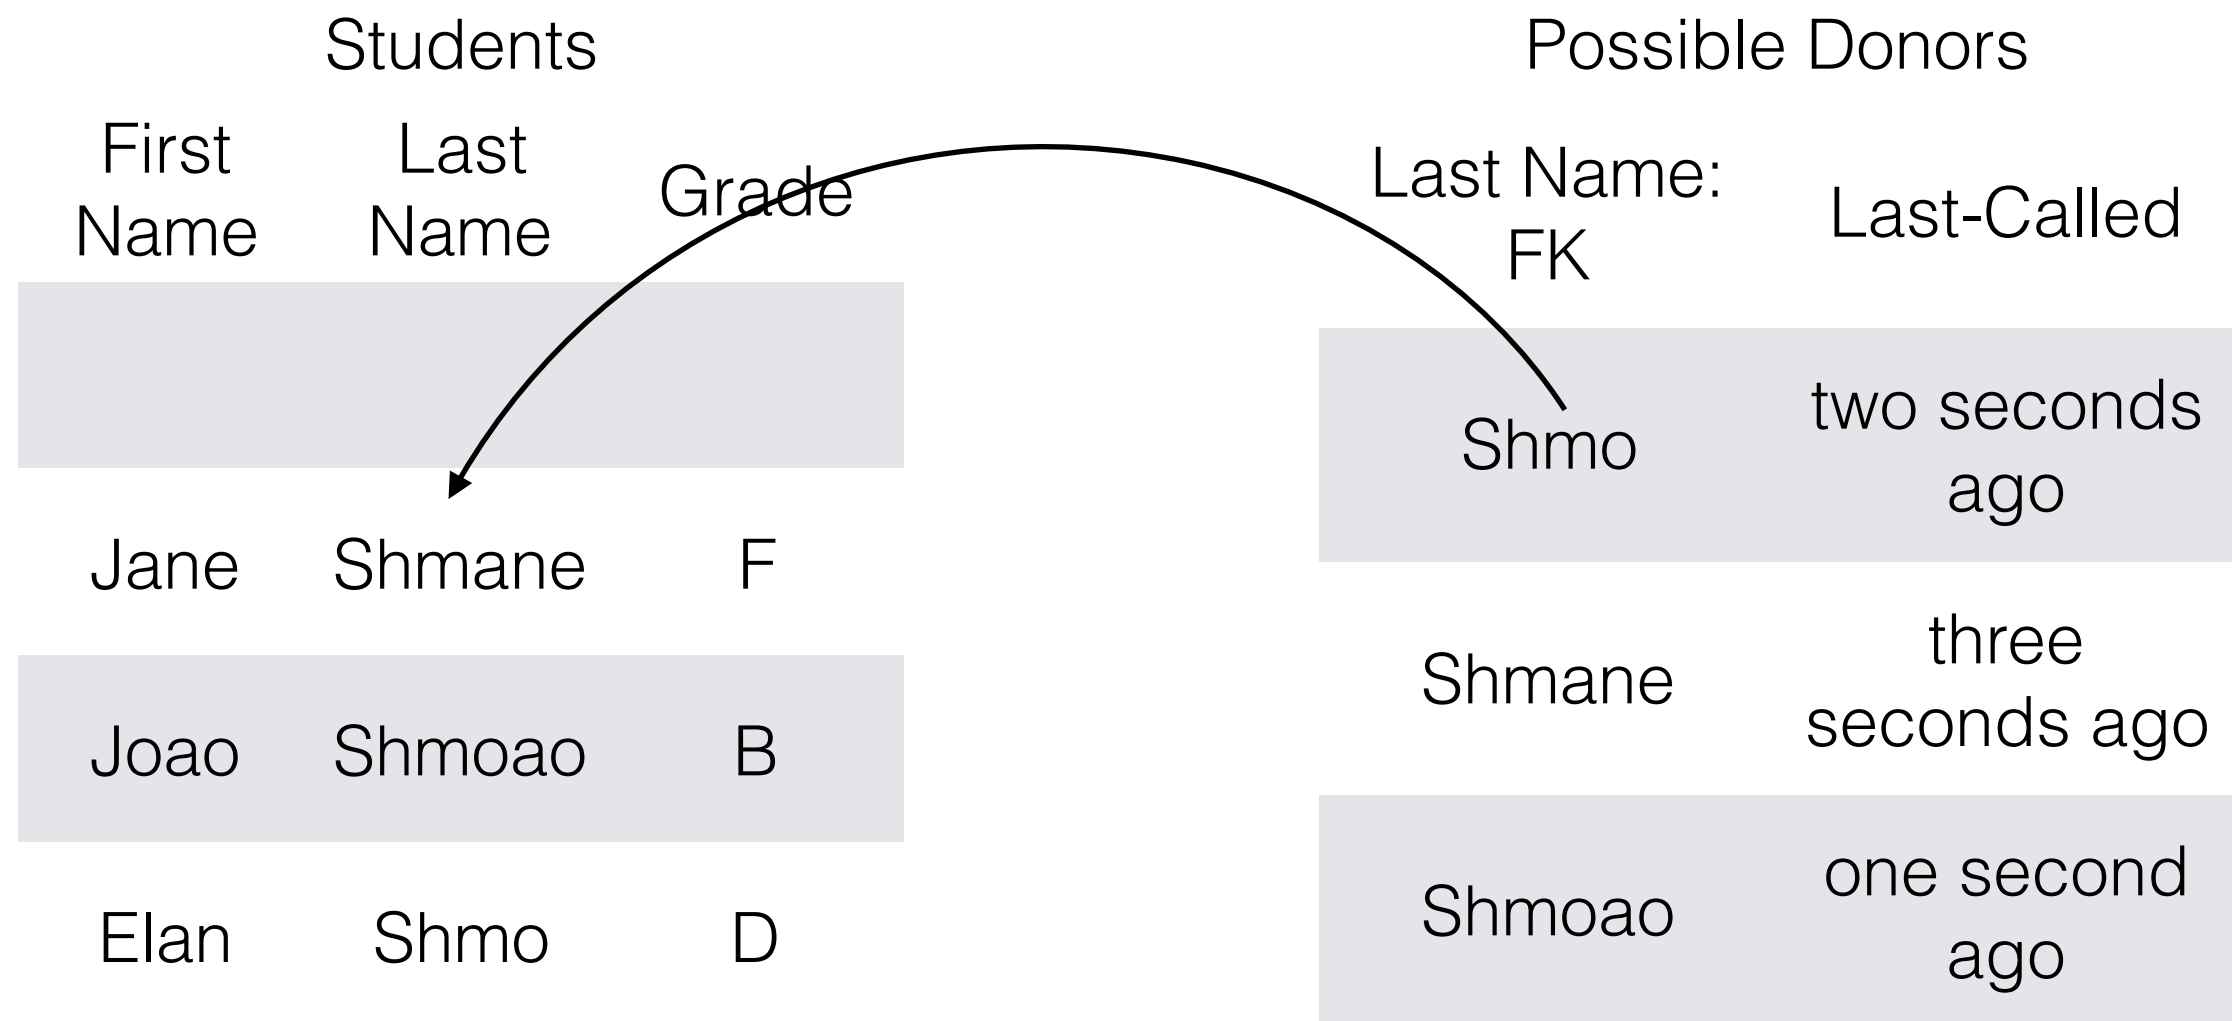 Students
First
Name
Last
Name
Grade
Jane Shmane F
Joao Shmoao B
Elan Shmo D
Possible Donors
Last Name:
FK
Last-Called
Shmo
two seconds
ago
Shmane
three
seconds ago
Shmoao
one second
ago